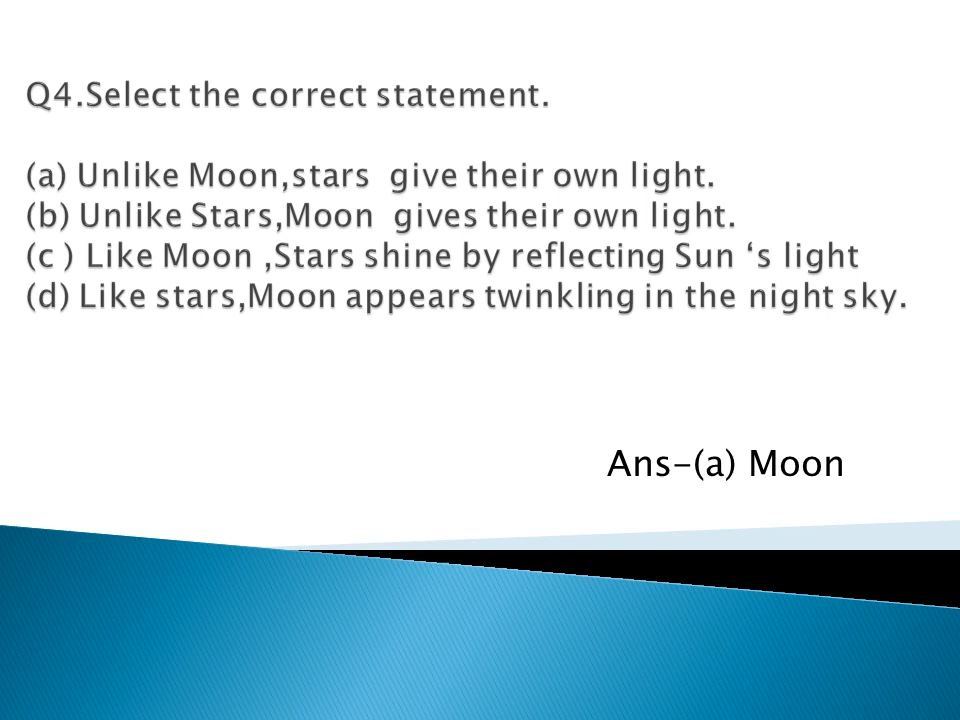 Q4.Select the correct statement.
(a) Unlike Moon,stars  give their own light.
(b) Unlike Stars,Moon  gives their own light.
(c ) Like Moon ,Stars shine by reflecting Sun ‘s light
(d) Like stars,Moon appears twinkling in the night sky.
Ans-(a) Moon